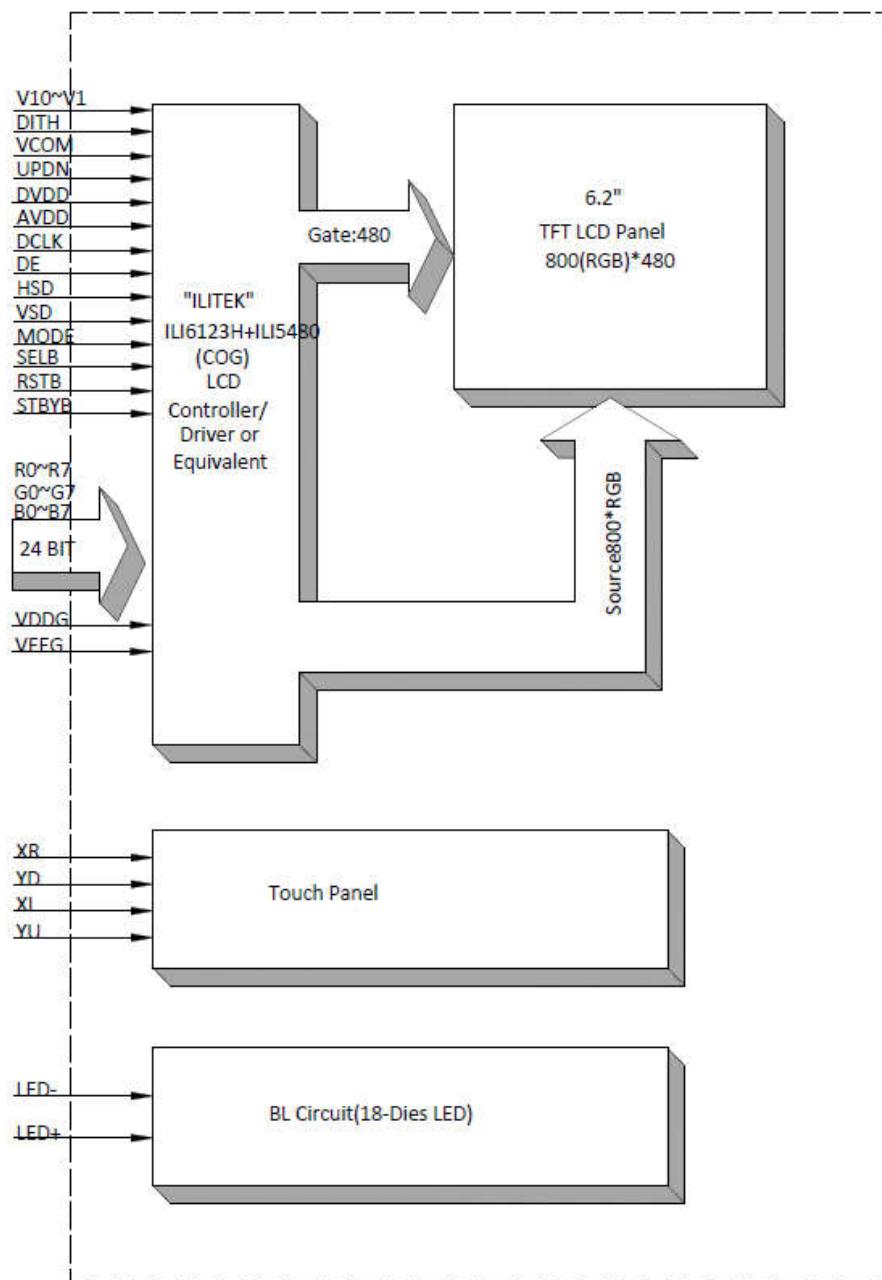 V10~V1
DITH
VCOM
UPDN
DVDD
AVDD
DCLK
DE
HSD
VSD
MODE
SELB
RSTB
STBYB
R0~R7
G0~G7
B0~B7
24 BIT
VDDG
VEEG
"ILITEK"
ILI6123H+ILI5480
(COG)
LCD
Controller/
Driver or
Equivalent
Gate:480
6.2"
TFT LCD Panel
800(RGB)*480
Source800*RGB
XR
YD
XL
YU
Touch Panel
LED-
LED+
BL Circuit(18-Dies LED)